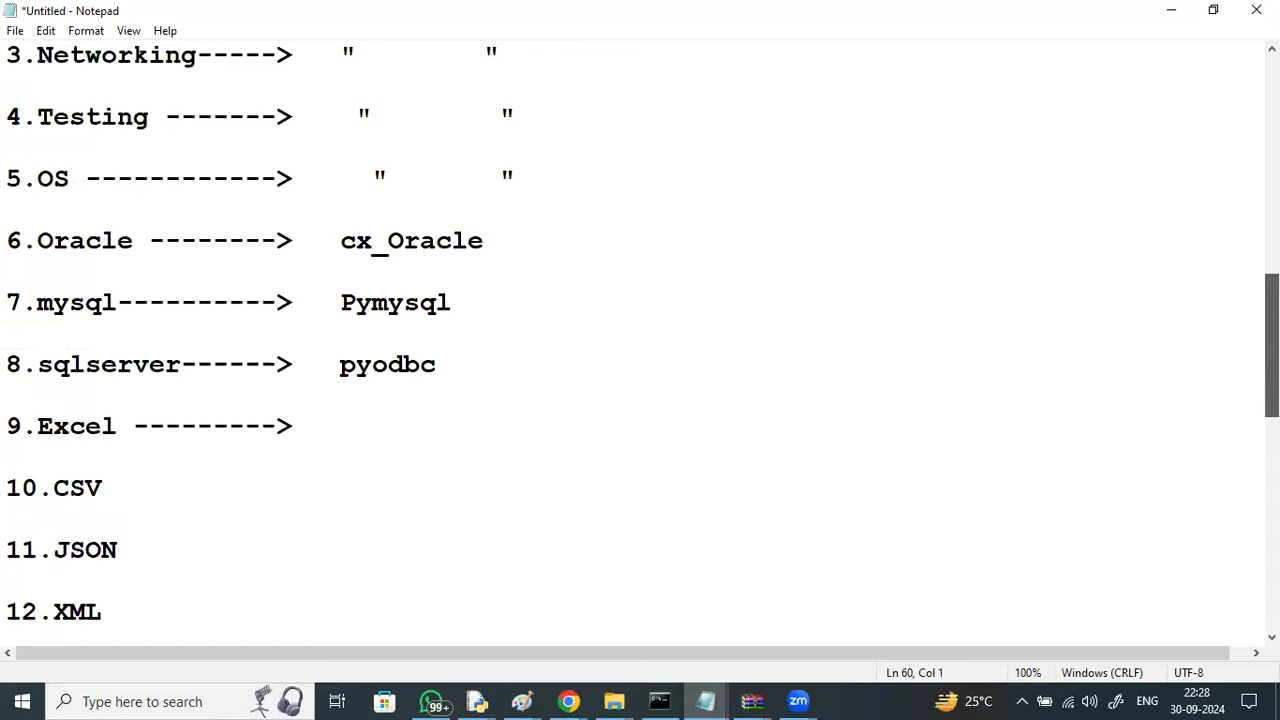 *Untitled - Notepad
File Edit Format View Help
3.Networking-----> " "
4.Testing -------> " "
5.OS ------------> " "
6.Oracle --------> cx_Oracle
7.mysql----------> Pymysql
8.sqlserver------> pyodbc
9.Excel --------->
10.CSV
11.JSON
12.XML
Ln 60, Col 1 100% Windows (CRLF) UTF-8
Type here to search 99+ zm 25°C ENG 22:28
30-09-2024